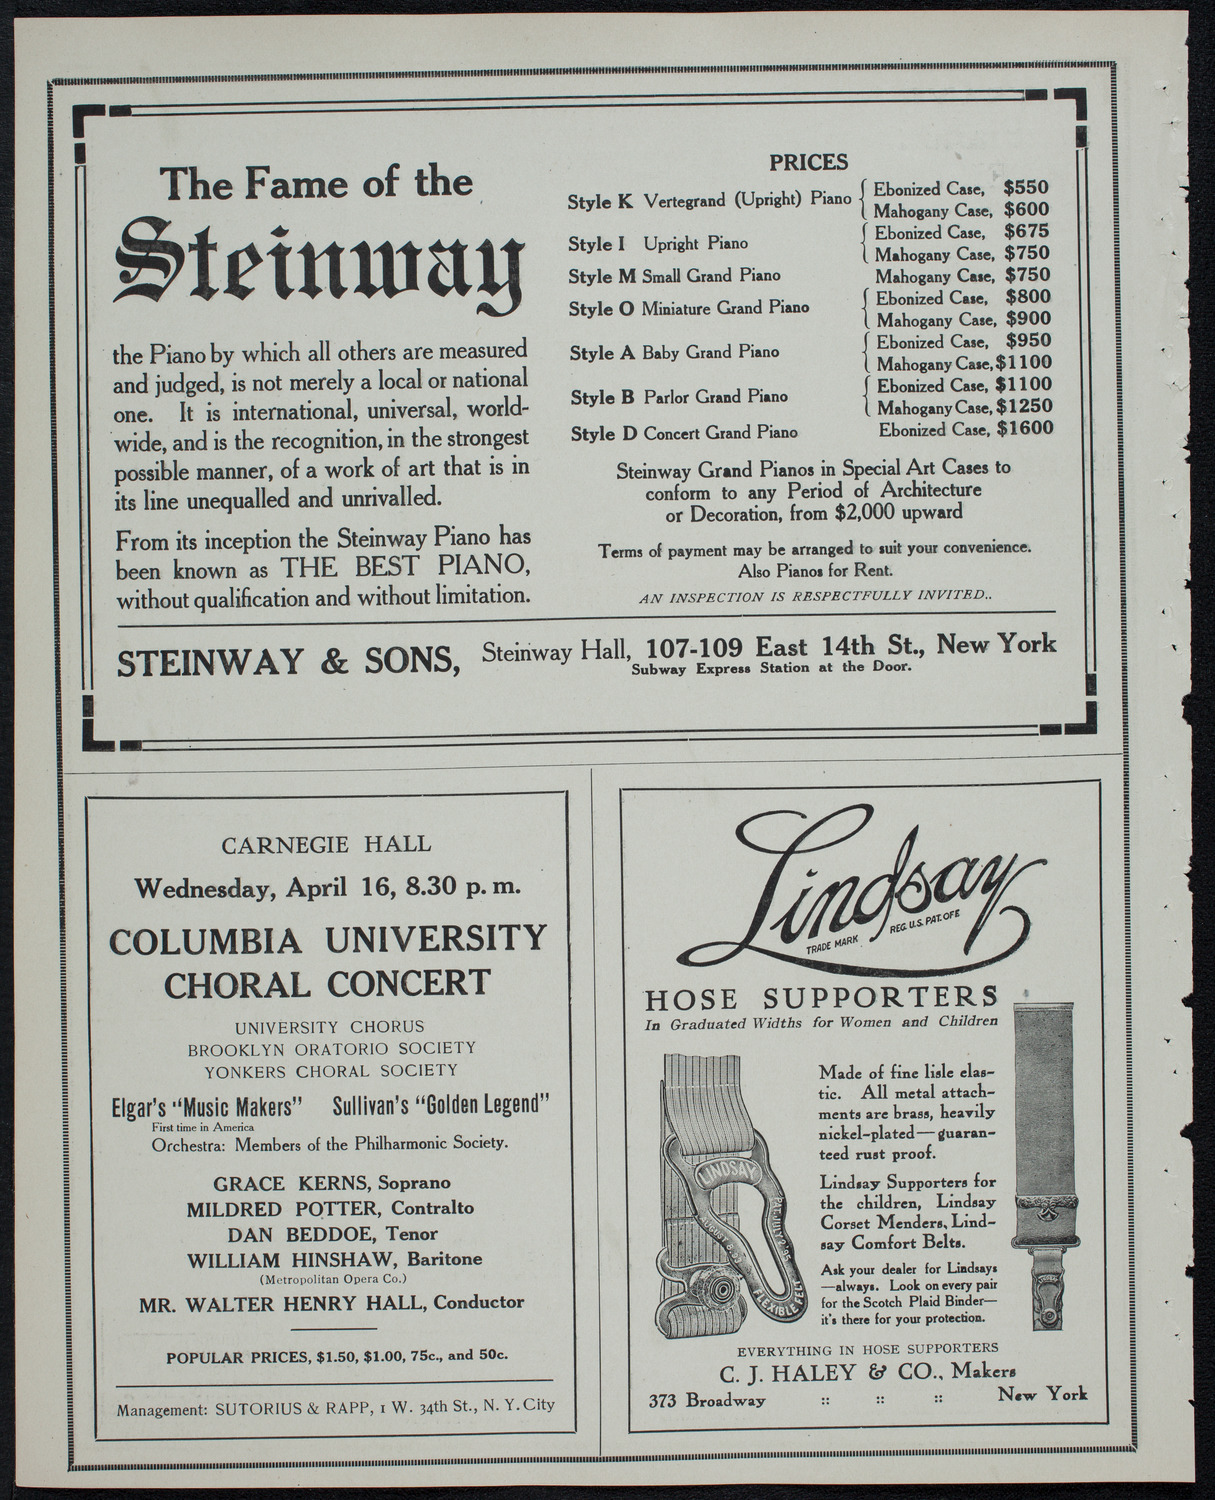 The Fame of the
Steinway
the Piano by which all others are measured
and judged, is not merely a local or national
one. It is international, universal, world-
wide, and is the recognition, in the strongest
possible manner, of a work of art that is in
its line unequalled and unrivalled.
From its inception the Steinway Piano has
been known as THE BEST PIANO,
without qualification and without limitation.
PRICES
Style K Vertegrand (Upright) Piano { Ebonized Case, $550
Mahogany Case, $600
Style I Upright Piano { Ebonized Case, $675
Mahogany Case, $750
Style M Small Grand Piano Mahogany Case, $750
Style O Miniature Grand Piano { Ebonized Case, $800
Mahogany Case, $900
Style A Baby Grand Piano { Ebonized Case, $950
Mahogany Case, $1100
Style B Parlor Grand Piano { Ebonized Case, $1100
Mahogany Case, $1250
Style D Concert Grand Piano Ebonized Case, $1600
Steinway Grand Pianos in Special Art Cases to
conform to any Period of Architecture
or Decoration, from $2,000 upward
Terms of payment may be arranged to suit your convenience.
Also Pianos for Rent.
AN INSPECTION IS RESPECTFULLY INVITED..
STEINWAY & SONS, Steinway Hall, 107-109 East 14th St., New York
Subway Express Station at the Door.
CARNEGIE HALL
Wednesday, April 16, 8.30 p. m.
COLUMBIA UNIVERSITY
CHORAL CONCERT
UNIVERSITY CHORUS
BROOKLYN ORATORIO SOCIETY
YONKERS CHORAL SOCIETY
Elgar's "Music Makers" Sullivan's "Golden Legend"
First time in America
Orchestra: Members of the Philharmonic Society.
GRACE KERNS, Soprano
MILDRED POTTER, Contralto
DAN BEDDOE, Tenor
WILLIAM HINSHAW, Baritone
(Metropolitan Opera Co.)
MR. WALTER HENRY HALL, Conductor
POPULAR PRICES, $1.50, $1.00, 75c., and 50c.
Management: SUTORIUS & RAPP, 1 W. 34th St., N. Y. City
Lindsay
TRADE MARK REG. U.S. PAT. OFF.
HOSE SUPPORTERS
In Graduated Widths for Women and Children
Made of fine lisle elas-
tic. All metal attach-
ments are brass, heavily
nickel-plated—guaran-
teed rust proof.
Lindsay Supporters for
the children, Lindsay
Corset Menders, Lind-
say Comfort Belts.
Ask your dealer for Lindsays
—always. Look on every pair
for the Scotch Plaid Binder—
it's there for your protection.
LINDSAY
PAT. JULY 2 '95
FLEXIBLE FELT
EVERYTHING IN HOSE SUPPORTERS
C. J. HALEY & CO., Makers
373 Broadway :: :: :: New York